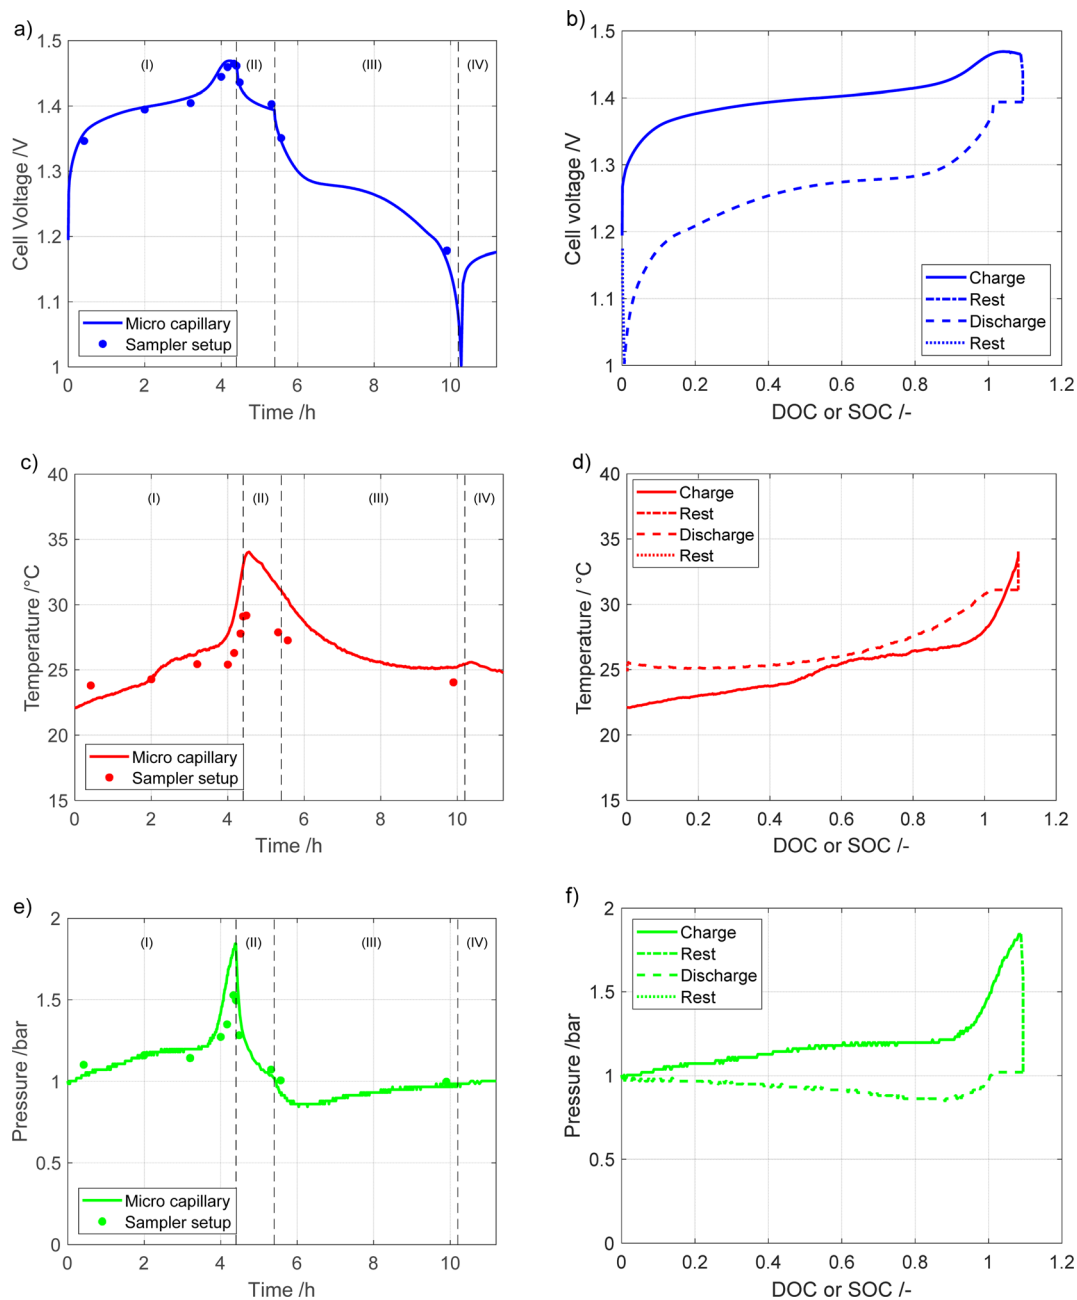 a)
1.5
1.4
1.3
1.2
1.1
1
Cell Voltage /V
(I)
(II)
(III)
(IV)
Micro capillary
Sampler setup
0
2
4
6
8
10
Time /h
b)
1.5
1.4
1.3
1.2
1.1
1
Cell voltage /V
Charge
Rest
Discharge
Rest
0
0.2
0.4
0.6
0.8
1
1.2
DOC or SOC /-
c)
40
35
30
25
20
15
Temperature /°C
(I)
(II)
(III)
(IV)
Micro capillary
Sampler setup
0
2
4
6
8
10
Time /h
d)
40
35
30
25
20
15
Temperature / °C
Charge
Rest
Discharge
Rest
0
0.2
0.4
0.6
0.8
1
1.2
DOC or SOC /-
e)
2
1.5
1
0.5
0
Pressure /bar
(I)
(II)
(III)
(IV)
Micro capillary
Sampler setup
0
2
4
6
8
10
Time /h
f)
2
1.5
1
0.5
0
Pressure /bar
Charge
Rest
Discharge
Rest
0
0.2
0.4
0.6
0.8
1
1.2
DOC or SOC /-